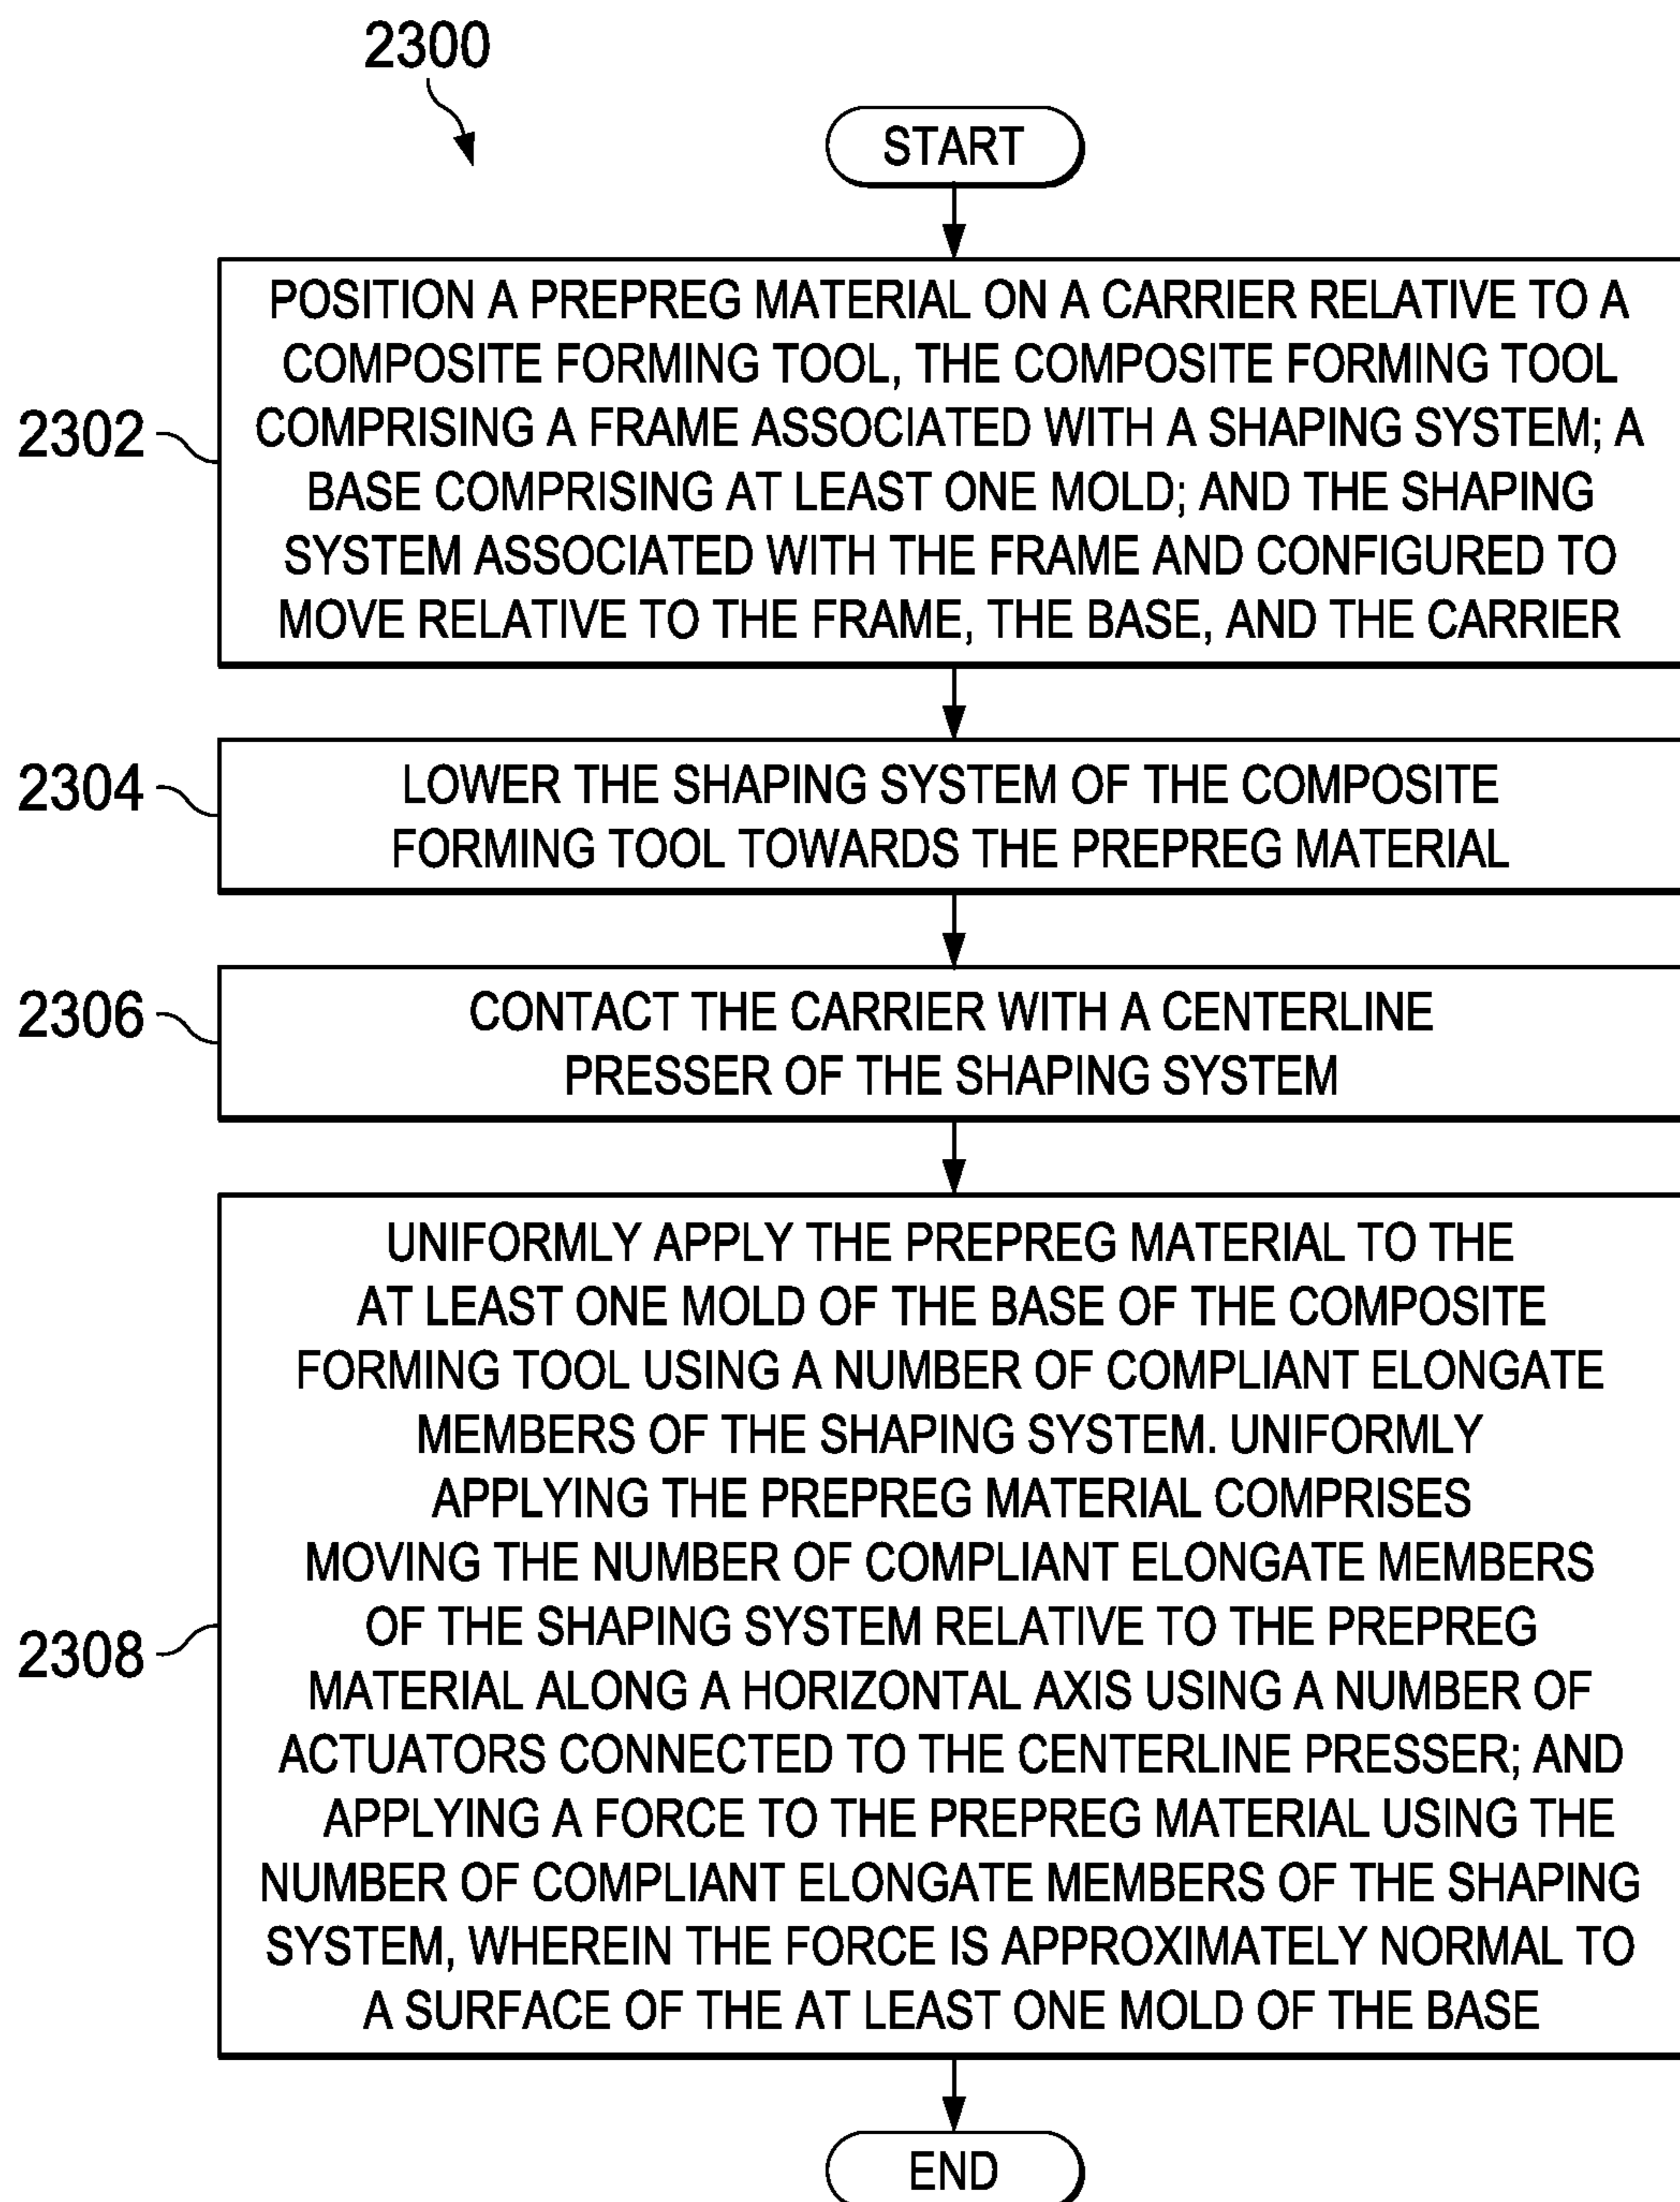 2300
START
2302
POSITION A PREPREG MATERIAL ON A CARRIER RELATIVE TO A
COMPOSITE FORMING TOOL, THE COMPOSITE FORMING TOOL
COMPRISING A FRAME ASSOCIATED WITH A SHAPING SYSTEM; A
BASE COMPRISING AT LEAST ONE MOLD; AND THE SHAPING
SYSTEM ASSOCIATED WITH THE FRAME AND CONFIGURED TO
MOVE RELATIVE TO THE FRAME, THE BASE, AND THE CARRIER
2304
LOWER THE SHAPING SYSTEM OF THE COMPOSITE
FORMING TOOL TOWARDS THE PREPREG MATERIAL
2306
CONTACT THE CARRIER WITH A CENTERLINE
PRESSER OF THE SHAPING SYSTEM
2308
UNIFORMLY APPLY THE PREPREG MATERIAL TO THE
AT LEAST ONE MOLD OF THE BASE OF THE COMPOSITE
FORMING TOOL USING A NUMBER OF COMPLIANT ELONGATE
MEMBERS OF THE SHAPING SYSTEM. UNIFORMLY
APPLYING THE PREPREG MATERIAL COMPRISES
MOVING THE NUMBER OF COMPLIANT ELONGATE MEMBERS
OF THE SHAPING SYSTEM RELATIVE TO THE PREPREG
MATERIAL ALONG A HORIZONTAL AXIS USING A NUMBER OF
ACTUATORS CONNECTED TO THE CENTERLINE PRESSER; AND
APPLYING A FORCE TO THE PREPREG MATERIAL USING THE
NUMBER OF COMPLIANT ELONGATE MEMBERS OF THE SHAPING
SYSTEM, WHEREIN THE FORCE IS APPROXIMATELY NORMAL TO
A SURFACE OF THE AT LEAST ONE MOLD OF THE BASE
END